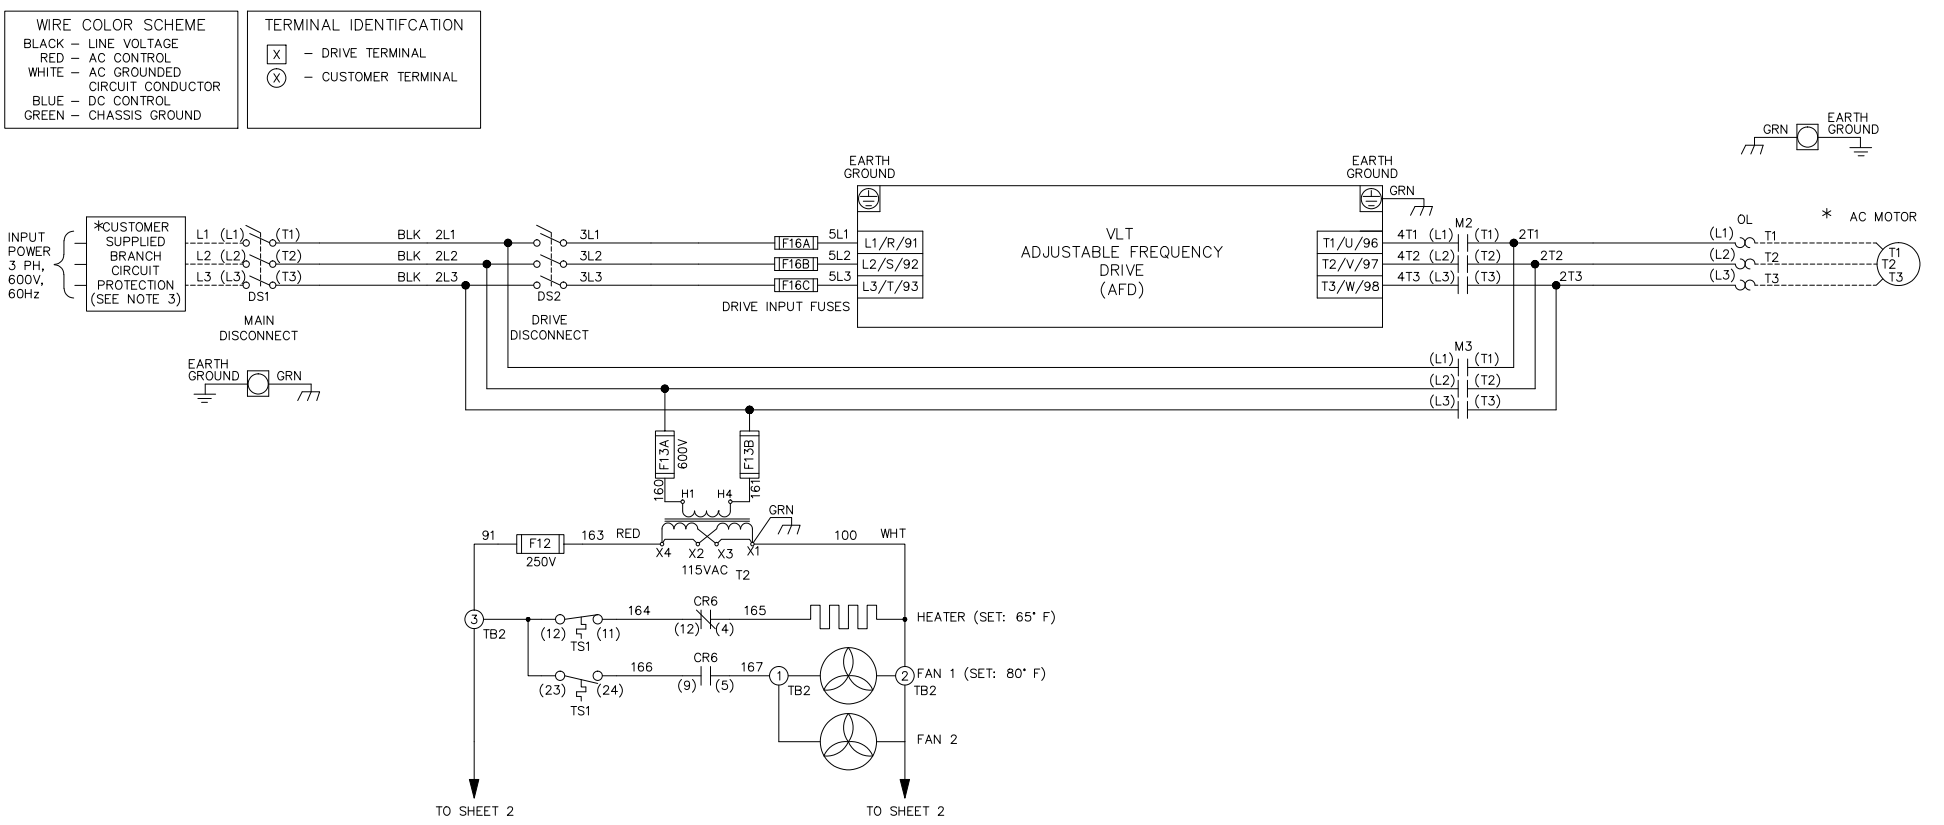 WIRE COLOR SCHEME
BLACK – LINE VOLTAGE
RED – AC CONTROL
WHITE – AC GROUNDED
CIRCUIT CONDUCTOR
BLUE – DC CONTROL
GREEN – CHASSIS GROUND
TERMINAL IDENTIFCATION
X – DRIVE TERMINAL
X – CUSTOMER TERMINAL
GRN
EARTH
GROUND
INPUT
POWER
3 PH,
600V,
60Hz
*CUSTOMER
SUPPLIED
BRANCH
CIRCUIT
PROTECTION
(SEE NOTE 3)
L1 (L1) (T1) BLK 2L1 3L1 F16A 5L1 L1/R/91
L2 (L2) (T2) BLK 2L2 3L2 F16B 5L2 L2/S/92
L3 (L3) (T3) BLK 2L3 3L3 F16C 5L3 L3/T/93
DS1
MAIN
DISCONNECT
DS2
DRIVE
DISCONNECT
DRIVE INPUT FUSES
EARTH
GROUND
VLT
ADJUSTABLE FREQUENCY
DRIVE
(AFD)
EARTH
GROUND
GRN
T1/U/96 4T1 (L1) M2 (T1) 2T1
T2/V/97 4T2 (L2) (T2) 2T2
T3/W/98 4T3 (L3) (T3) 2T3
OL
(L1) T1
(L2) T2
(L3) T3
* AC MOTOR
T1
T2
T3
M3
(L1) (T1)
(L2) (T2)
(L3) (T3)
EARTH
GROUND GRN
F13A
600V
F13B
160
161
H1 H4
GRN
91 F12 163 RED
250V
X4 X2 X3 X1
115VAC T2
100 WHT
3
TB2
(12) (11)
TS1
164
CR6
(12) (4)
165
HEATER (SET: 65° F)
(23) (24)
TS1
166
CR6
(9) (5)
167
1
TB2
2
TB2
FAN 1 (SET: 80° F)
FAN 2
TO SHEET 2
TO SHEET 2